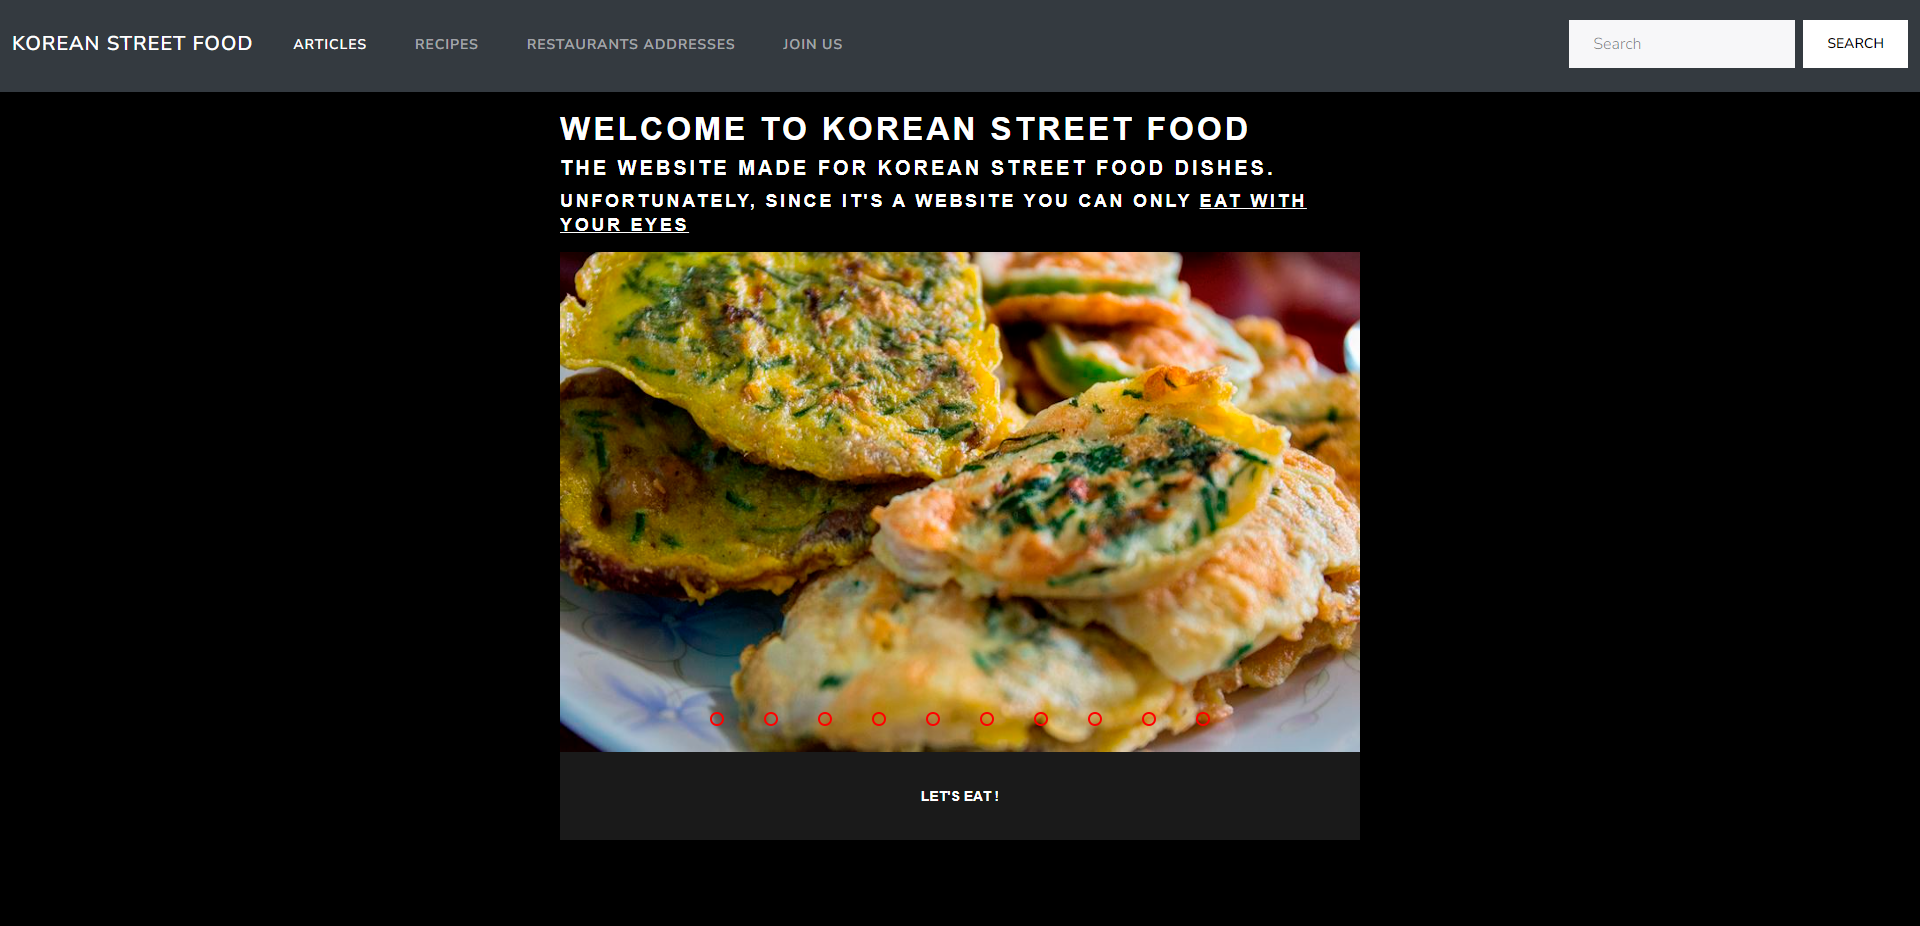 KOREAN STREET FOOD
ARTICLES
RECIPES
RESTAURANTS ADDRESSES
JOIN US
Search
SEARCH
WELCOME TO KOREAN STREET FOOD
THE WEBSITE MADE FOR KOREAN STREET FOOD DISHES.
UNFORTUNATELY, SINCE IT'S A WEBSITE YOU CAN ONLY EAT WITH
YOUR EYES
LET'S EAT !